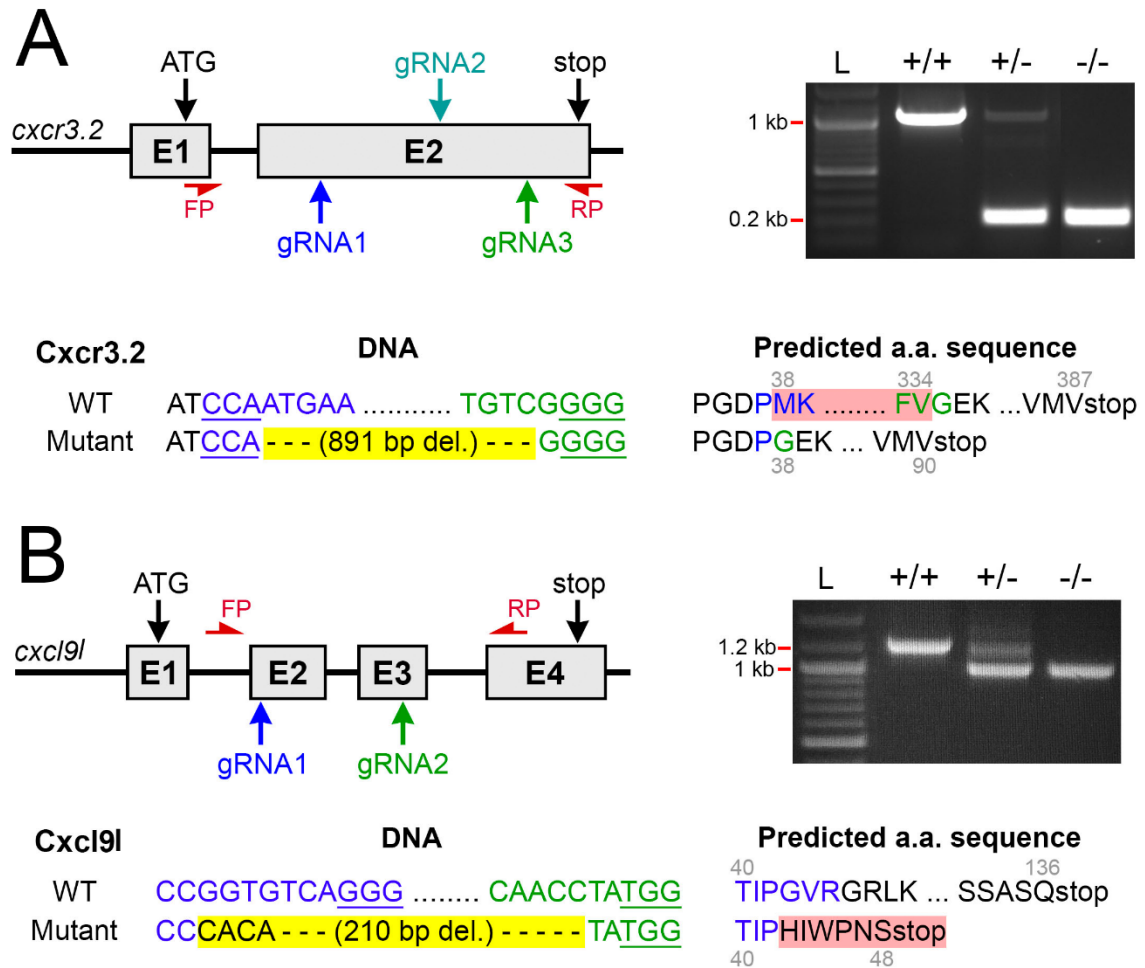 A
ATG gRNA2 stop
cxcr3.2
E1 E2
FP RP
gRNA1 gRNA3
L +/+ +/- -/-
1 kb
0.2 kb
Cxcr3.2 DNA Predicted a.a. sequence
38 334 387
WT ATCCAATGAA ........... TGTCGGGG PGDPMK ........ FVGEK ...VMVstop
Mutant ATCCA - - - (891 bp del.) - - - - GGGG PGDPGEK ... VMVstop
38 90
B
ATG FP RP stop
cxcl9l
E1 E2 E3 E4
gRNA1 gRNA2
L +/+ +/- -/-
1.2 kb
1 kb
Cxcl9l DNA Predicted a.a. sequence
40 136
WT CCGGTGTCAGGG ........ CAACCTATGG TIPGVRGRLK ... SSASQstop
Mutant CCCACA - - - (210 bp del.) - - - - - TATGG TIPHIWPNSstop
40 48